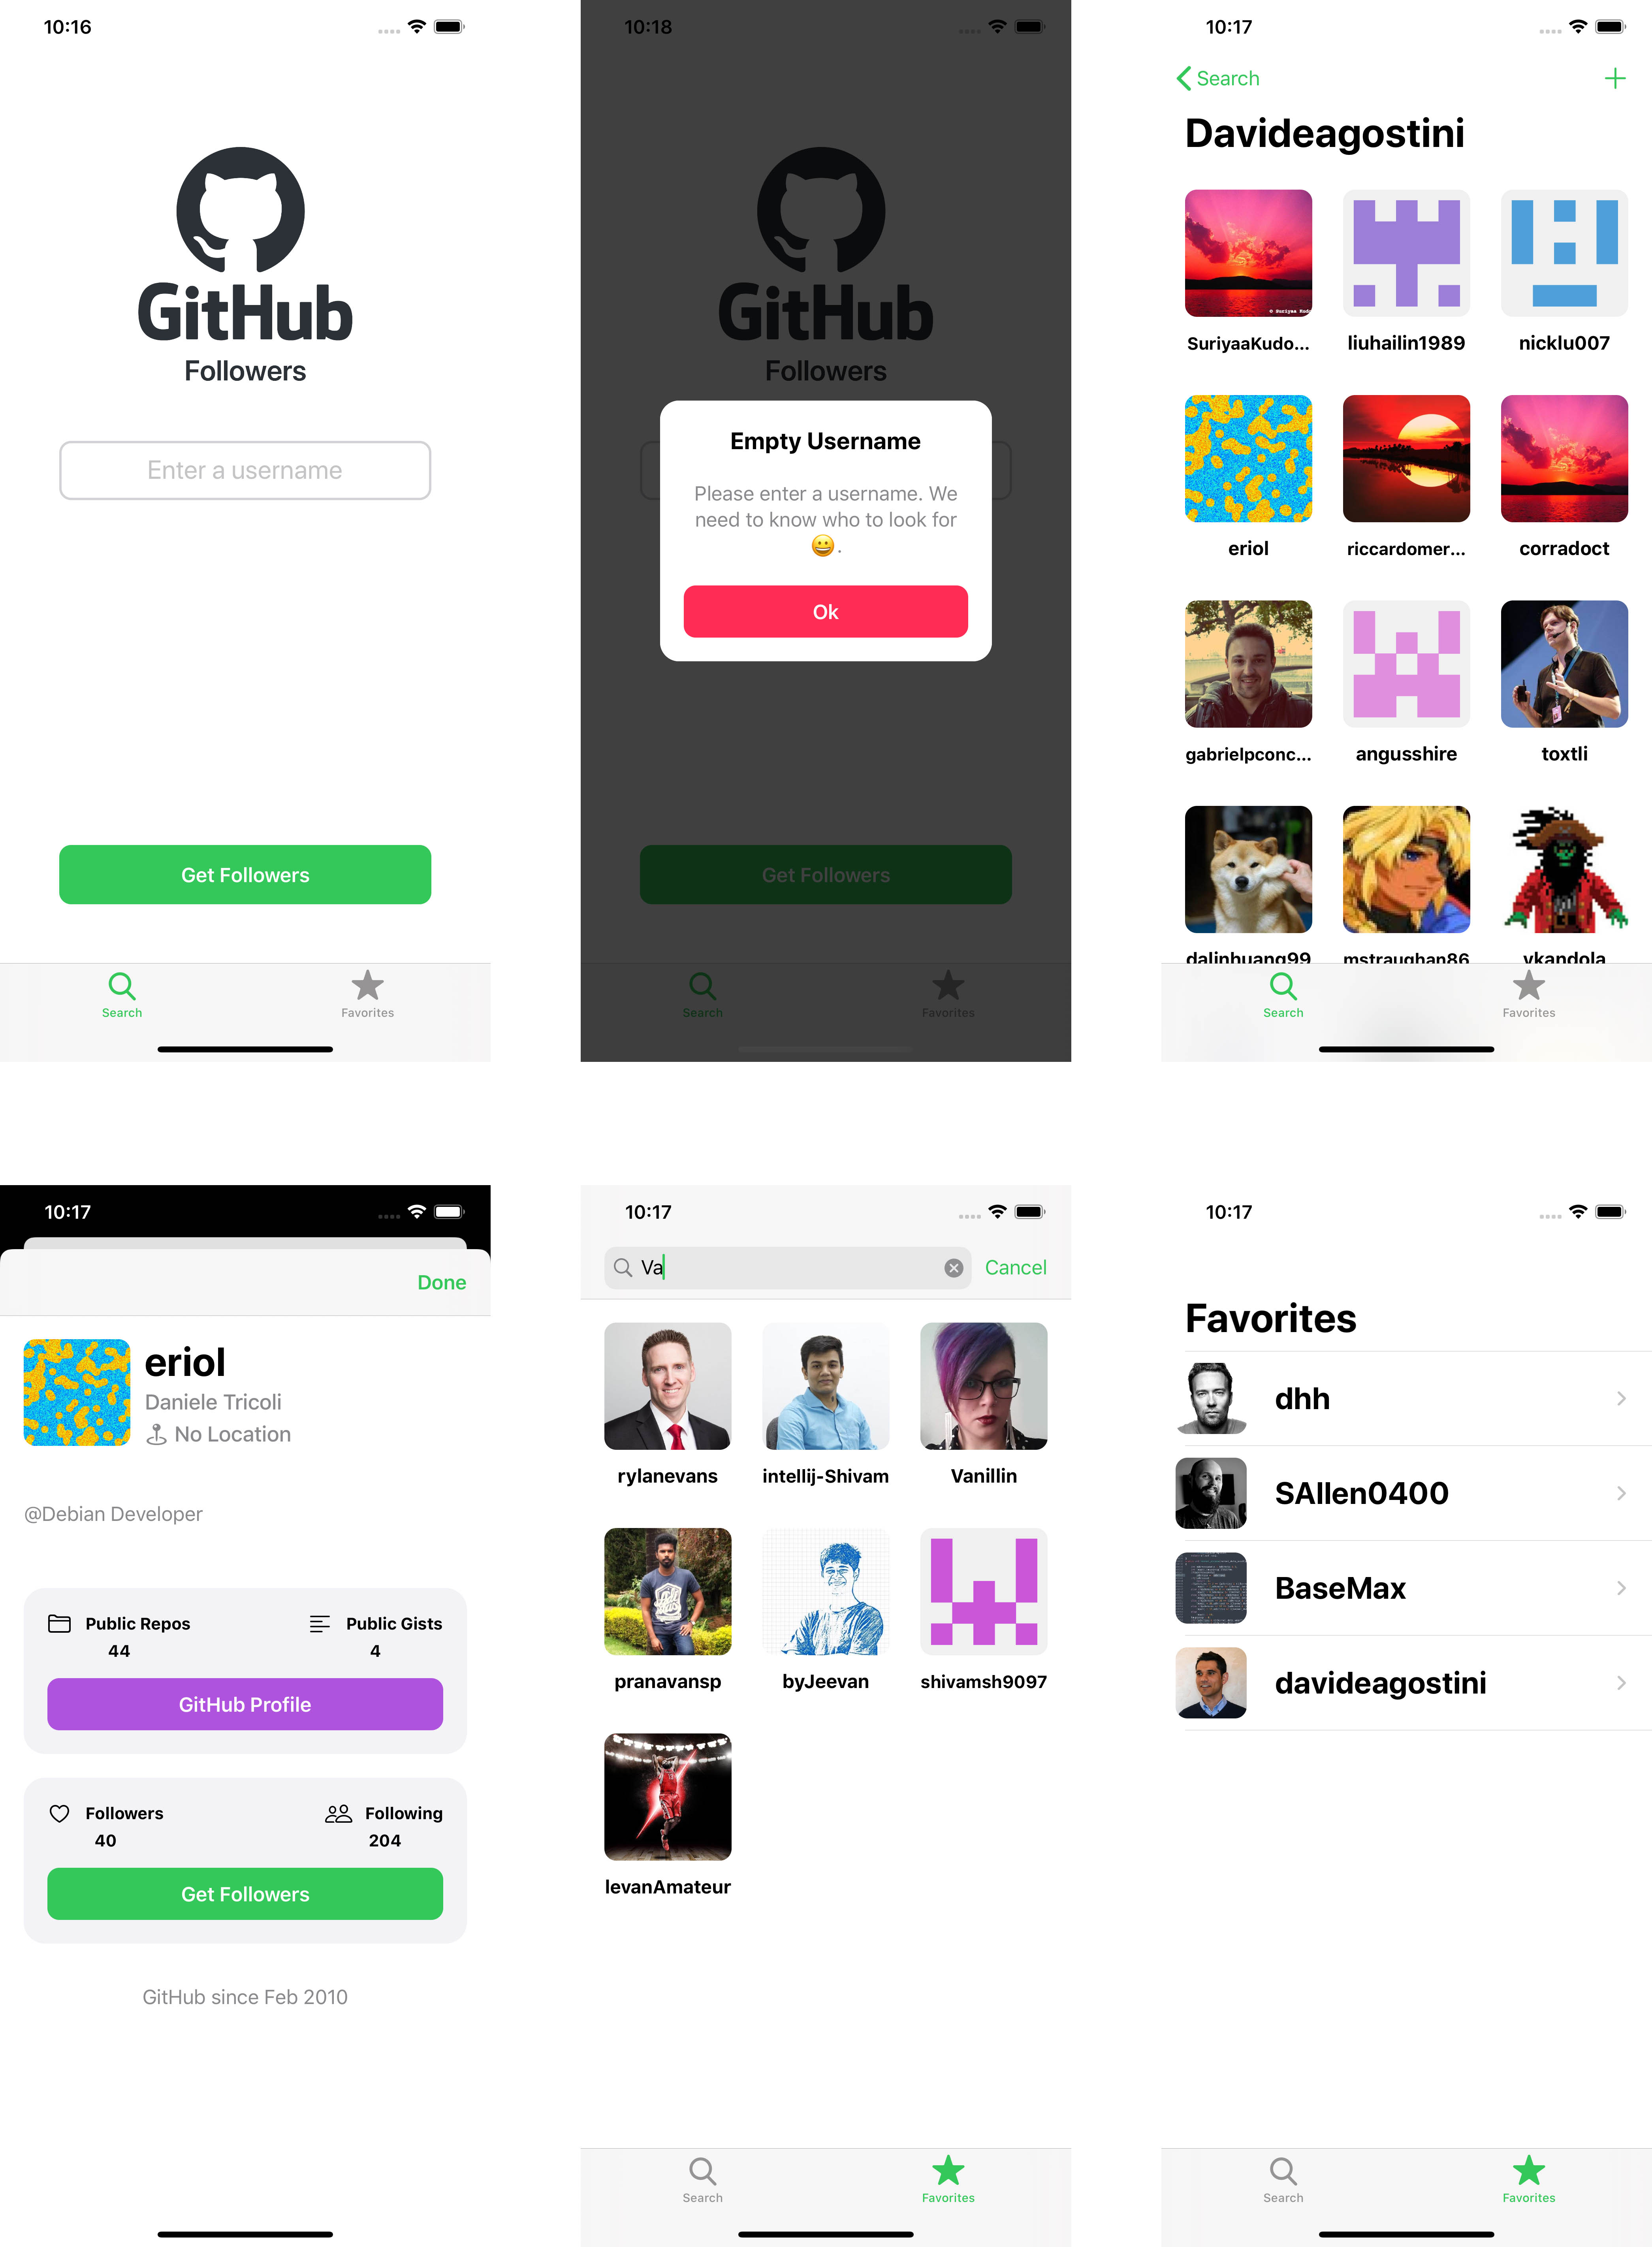 10:16
GitHub
Followers
Enter a username
Get Followers
Search
Favorites
10:18
GitHub
Followers
Empty Username
Please enter a username. We
need to know who to look for
😀.
Ok
Get Followers
Search
Favorites
10:17
Search
Davideagostini
SuriyaaKudo...
liuhailin1989
nicklu007
eriol
riccardomer...
corradoct
gabrielpconc...
angusshire
toxtli
dalinhuang99
mstraughan86
vkandola
Search
Favorites
10:17
Done
eriol
Daniele Tricoli
No Location
@Debian Developer
Public Repos
44
Public Gists
4
GitHub Profile
Followers
40
Following
204
Get Followers
GitHub since Feb 2010
10:17
Va
Cancel
rylanevans
intellij-Shivam
Vanillin
pranavansp
byJeevan
shivamsh9097
levanAmateur
Search
Favorites
10:17
Favorites
dhh
SAllen0400
BaseMax
davideagostini
Search
Favorites